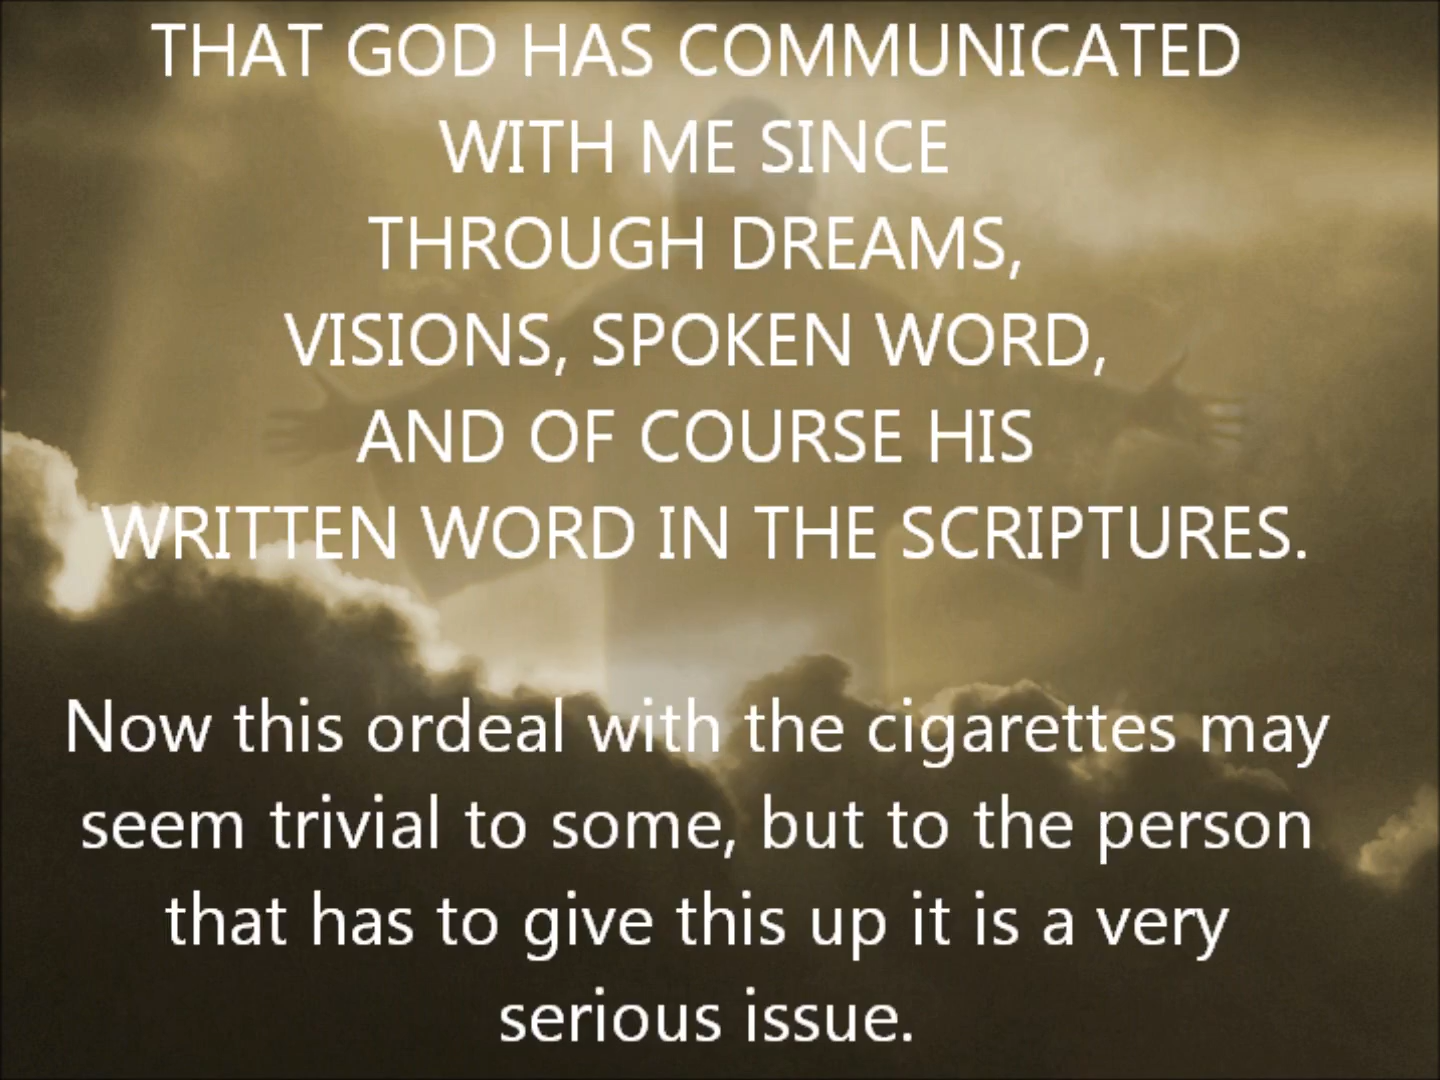 THAT GOD HAS COMMUNICATED
WITH ME SINCE
THROUGH DREAMS,
VISIONS, SPOKEN WORD,
AND OF COURSE HIS
WRITTEN WORD IN THE SCRIPTURES.
Now this ordeal with the cigarettes may
seem trivial to some, but to the person
that has to give this up it is a very
serious issue.